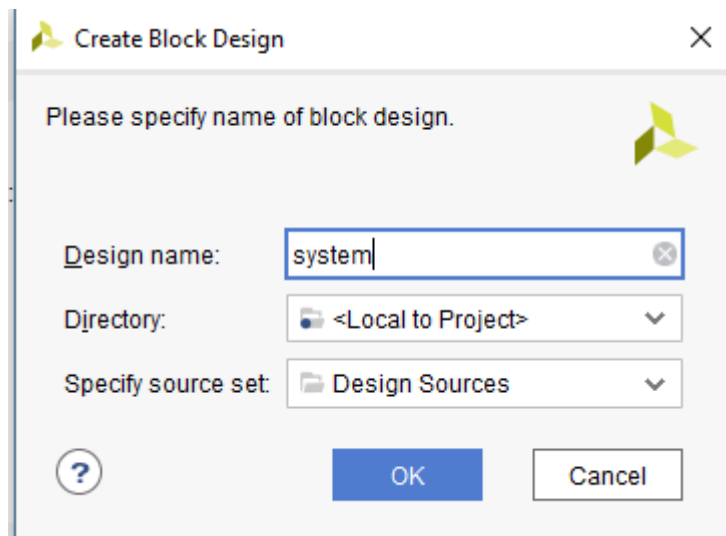 Create Block Design
Please specify name of block design.
Design name: system
Directory: <Local to Project>
Specify source set: Design Sources
? OK Cancel